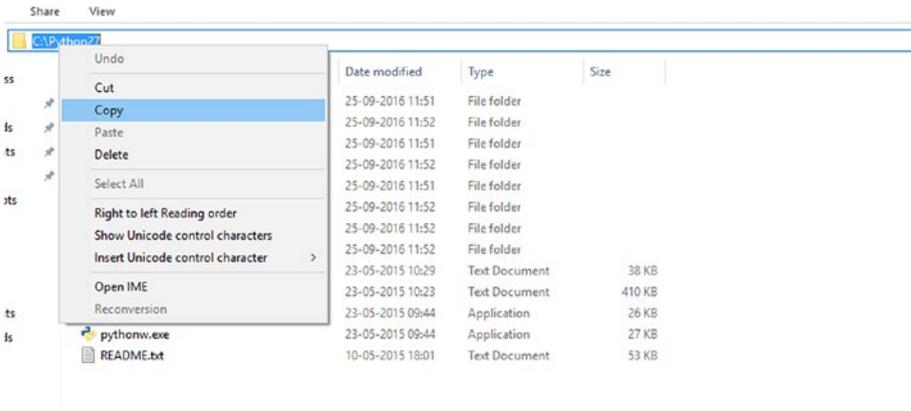 Share View
C:\Python27
Undo
Cut
Copy
Paste
Delete
Select All
Right to left Reading order
Show Unicode control characters
Insert Unicode control character >
Open IME
Reconversion
ss
ds
ts
pts
ts
ds
Date modified Type Size
25-09-2016 11:51 File folder
25-09-2016 11:52 File folder
25-09-2016 11:51 File folder
25-09-2016 11:52 File folder
25-09-2016 11:51 File folder
25-09-2016 11:52 File folder
25-09-2016 11:52 File folder
25-09-2016 11:52 File folder
23-05-2015 10:29 Text Document 38 KB
23-05-2015 10:23 Text Document 410 KB
23-05-2015 09:44 Application 26 KB
pythonw.exe 23-05-2015 09:44 Application 27 KB
README.txt 10-05-2015 18:01 Text Document 53 KB